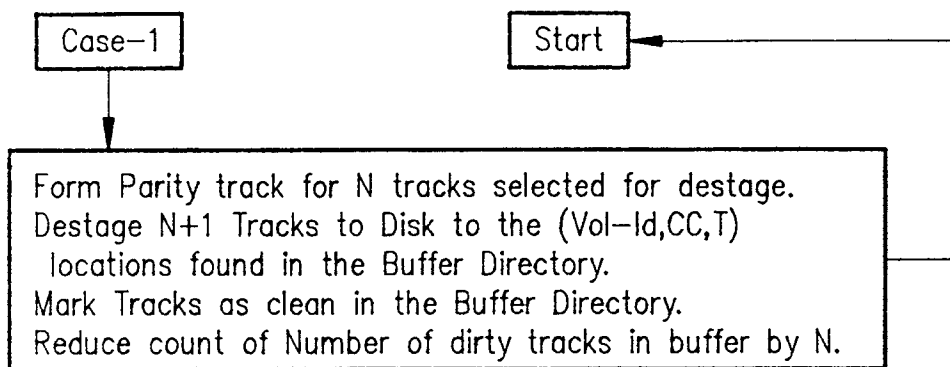 Case-1
Start
Form Parity track for N tracks selected for destage.
Destage N+1 Tracks to Disk to the (Vol-Id,CC,T)
locations found in the Buffer Directory.
Mark Tracks as clean in the Buffer Directory.
Reduce count of Number of dirty tracks in buffer by N.